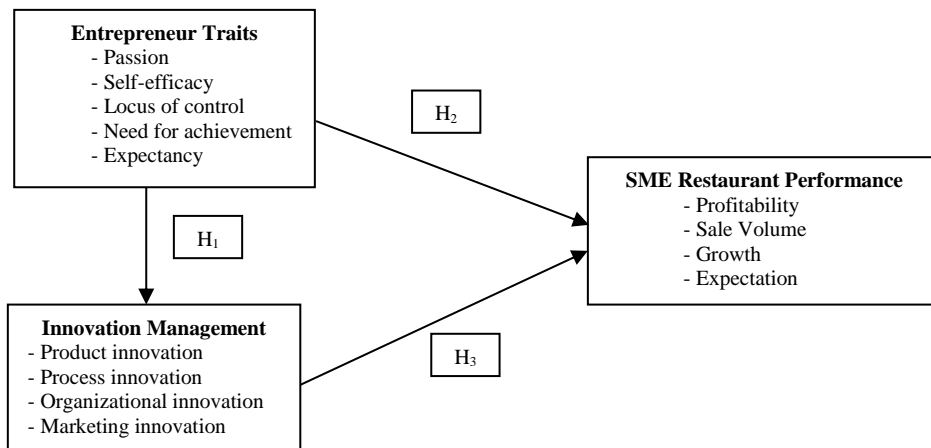 Entrepreneur Traits
- Passion
- Self-efficacy
- Locus of control
- Need for achievement
- Expectancy
H₂
SME Restaurant Performance
- Profitability
- Sale Volume
- Growth
- Expectation
H₁
Innovation Management
- Product innovation
- Process innovation
- Organizational innovation
- Marketing innovation
H₃